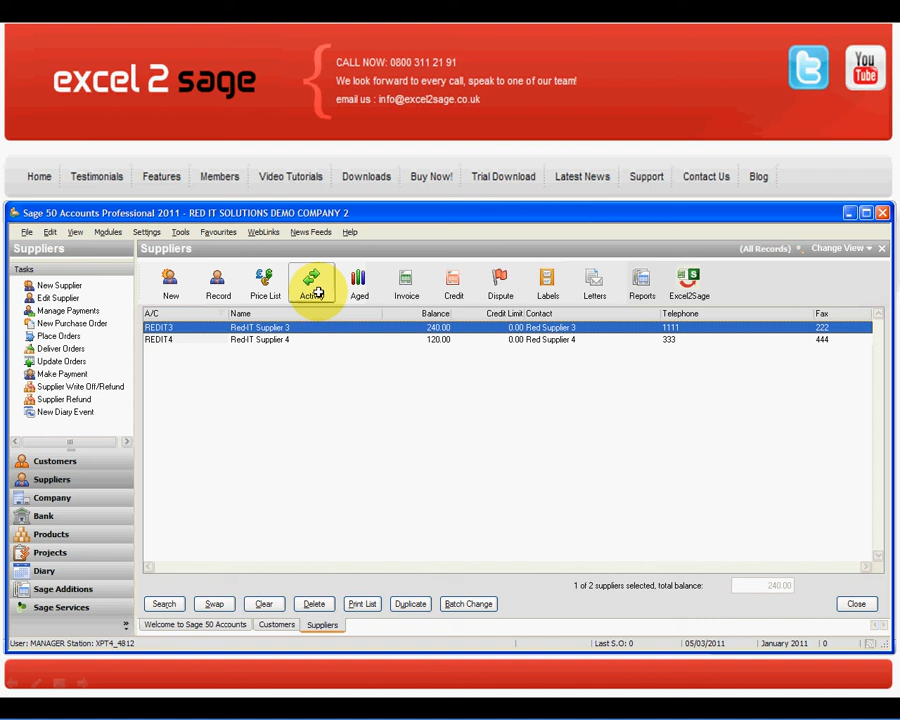 excel 2 sage
CALL NOW: 0800 311 21 91
We look forward to every call, speak to one of our team!
email us : info@excel2sage.co.uk
You
Tube
Home Testimonials Features Members Video Tutorials Downloads Buy Now! Trial Download Latest News Support Contact Us Blog
Sage 50 Accounts Professional 2011 - RED IT SOLUTIONS DEMO COMPANY 2
File Edit View Modules Settings Tools Favourites WebLinks News Feeds Help
Suppliers
Suppliers (All Records) Change View
Tasks
New Supplier
Edit Supplier
Manage Payments
New Purchase Order
Place Orders
Deliver Orders
Update Orders
Make Payment
Supplier Write Off/Refund
Supplier Refund
New Diary Event
Customers
Suppliers
Company
Bank
Products
Projects
Diary
Sage Additions
Sage Services
New Record Price List Aged Invoice Credit Dispute Labels Letters Reports Excel2Sage
A/C Name Balance Credit Limit Contact Telephone Fax
REDIT3 Red-IT Supplier 3 240.00 0.00 Red Supplier 3 1111 222
REDIT4 Red-IT Supplier 4 120.00 0.00 Red Supplier 4 333 444
1 of 2 suppliers selected, total balance: 240.00
Search Swap Clear Delete Print List Duplicate Batch Change Close
Welcome to Sage 50 Accounts Customers Suppliers
User: MANAGER Station: XPT4_4812 Last S.O: 0 05/03/2011 January 2011 0